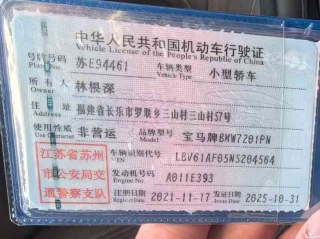 中华人民共和国机动车行驶证
Vehicle License of the People's Republic of China
号牌号码 苏E94461 车辆类型 小型轿车
Plate No. Vehicle Type
所有人 林根深
Owner
住址 福建省长乐市罗联乡三山村三山村57号
Address
使用性质 非营运 品牌型号 宝马牌BMW7201PN
Use Character Model
江苏省苏州 车辆识别代号 LBV61AF05NS204564
VIN
市公安局交 发动机号码 A011E393
Engine No.
通警察支队 注册日期 2021-11-17 发证日期 2025-10-31
Register Date Issue Date